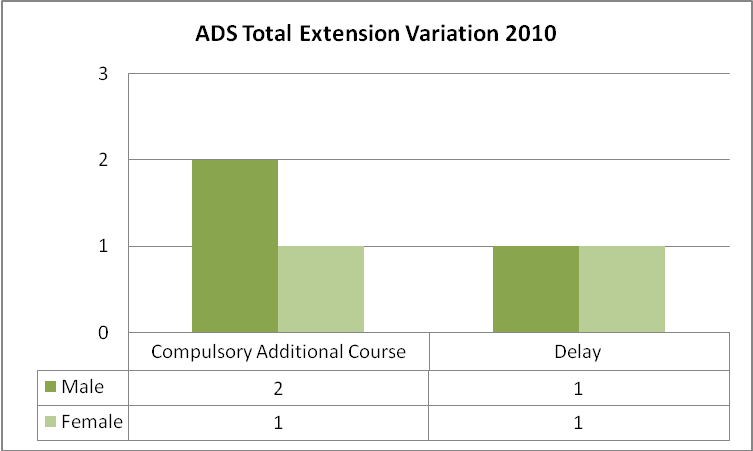 ADS Total Extension Variation 2010
3
2
1
0
Compulsory Additional Course Delay
Male 2 1
Female 1 1